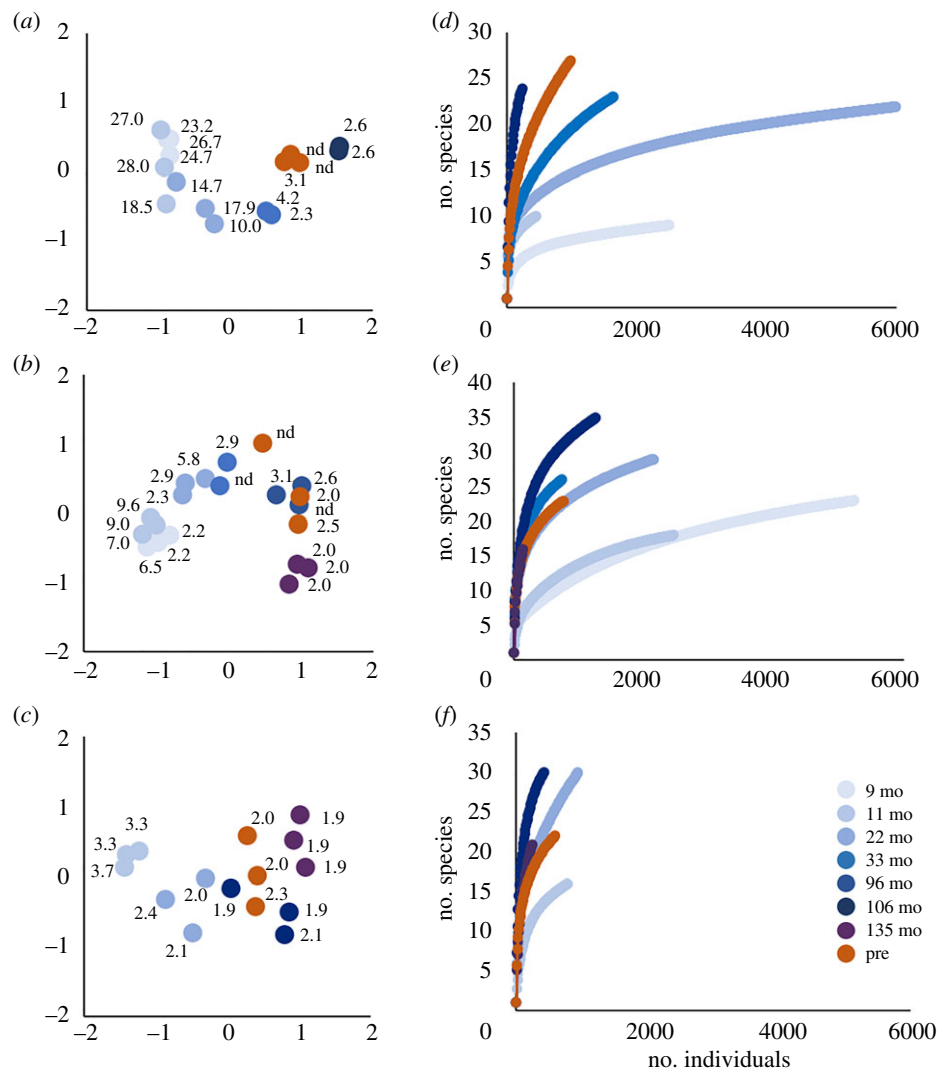 (a)
2
1
0
–1
–2
–2 –1 0 1 2
27.0
23.2
26.7
24.7
28.0
14.7
18.5
17.9
10.0
4.2
2.3
nd
nd
3.1
2.6
2.6
(d)
no. species
30
25
20
15
10
5
0 2000 4000 6000
(b)
2
1
0
–1
–2
–2 –1 0 1 2
nd
2.9
5.8
2.9
2.3
nd
9.6
9.0
7.0
6.5
2.2
2.2
3.1
2.6
2.0
nd
2.5
2.0
2.0
2.0
(e)
no. species
40
35
30
25
20
15
10
5
0 2000 4000 6000
(c)
2
1
0
–1
–2
–2 –1 0 1 2
3.3
3.3
3.7
2.4
2.0
2.1
1.9
2.0
2.0
2.3
1.9
1.9
1.9
1.9
2.1
(f)
no. species
35
30
25
20
15
10
5
0 2000 4000 6000
no. individuals
9 mo
11 mo
22 mo
33 mo
96 mo
106 mo
135 mo
pre